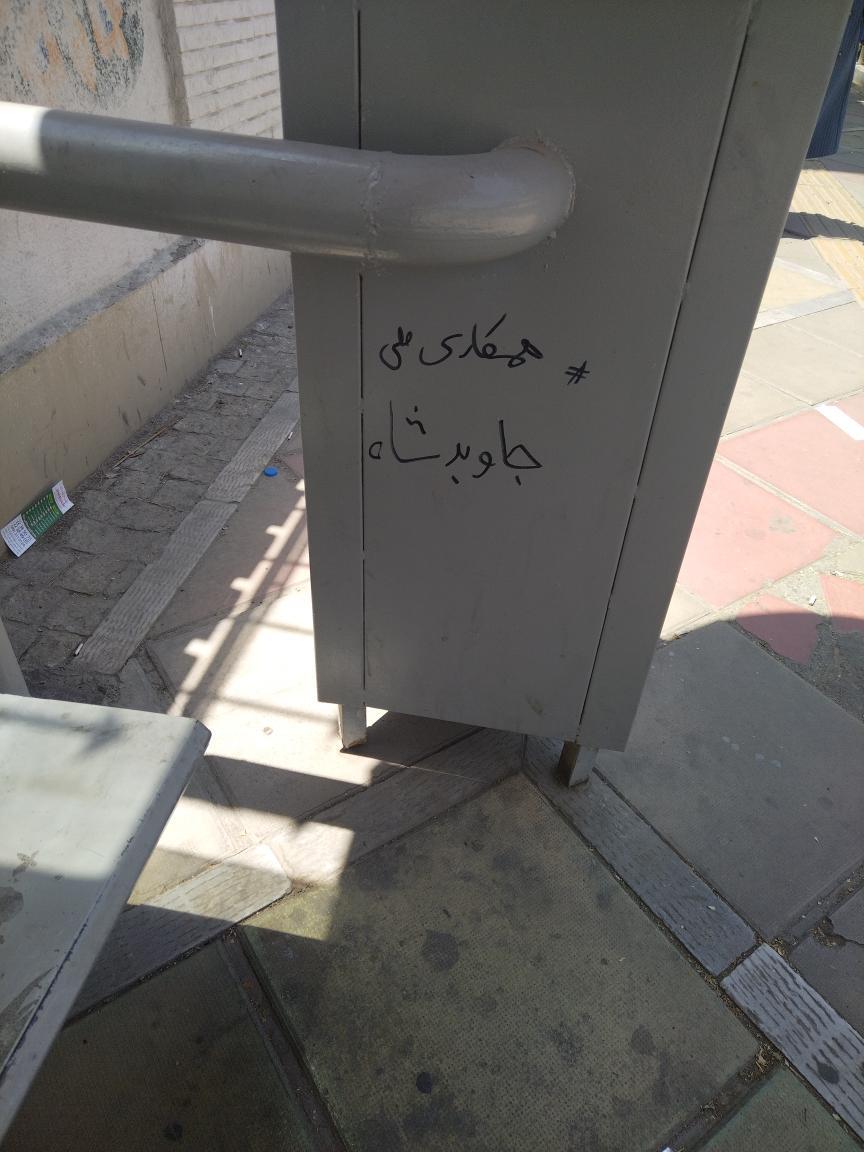 # همکاری ملی
جاوید شاه